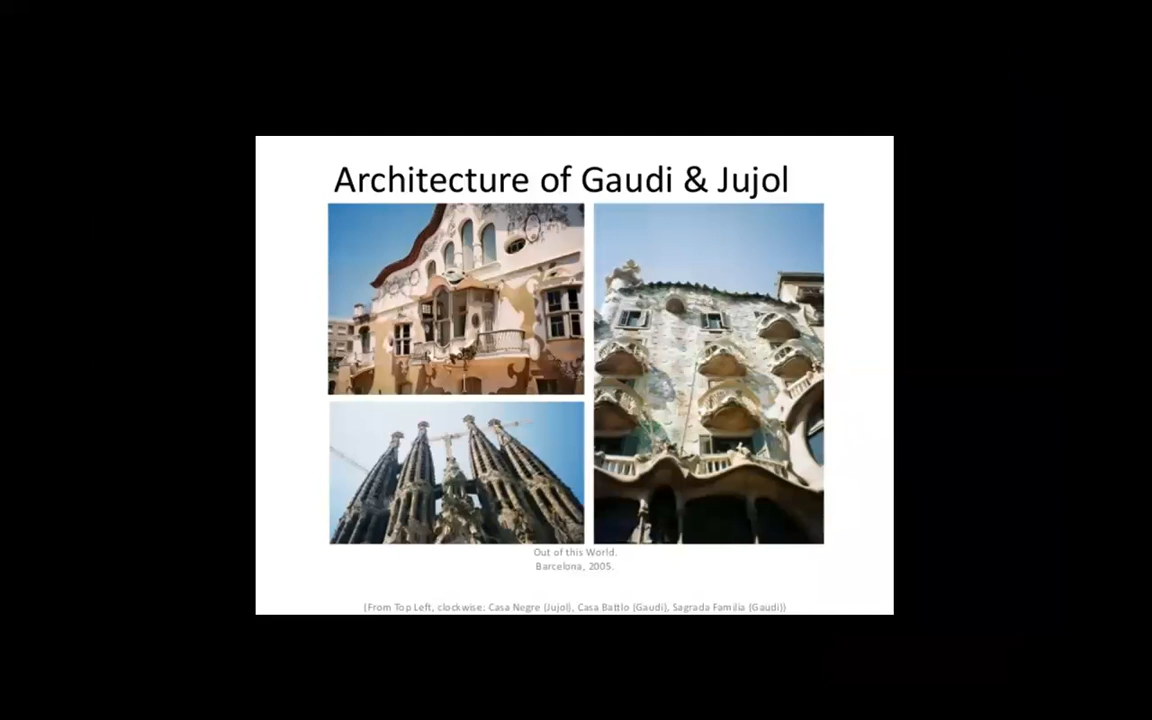 Architecture of Gaudi & Jujol
Out of this World.
Barcelona, 2005.
(From Top Left, clockwise: Casa Negre (Jujol), Casa Battlo (Gaudi), Sagrada Familia (Gaudi))